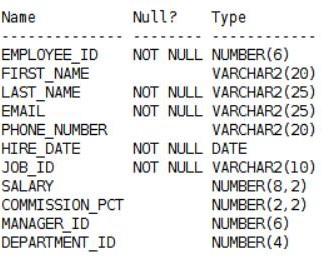 Name Null? Type
-------------- -------- ------------
EMPLOYEE_ID NOT NULL NUMBER(6)
FIRST_NAME VARCHAR2(20)
LAST_NAME NOT NULL VARCHAR2(25)
EMAIL NOT NULL VARCHAR2(25)
PHONE_NUMBER VARCHAR2(20)
HIRE_DATE NOT NULL DATE
JOB_ID NOT NULL VARCHAR2(10)
SALARY NUMBER(8,2)
COMMISSION_PCT NUMBER(2,2)
MANAGER_ID NUMBER(6)
DEPARTMENT_ID NUMBER(4)